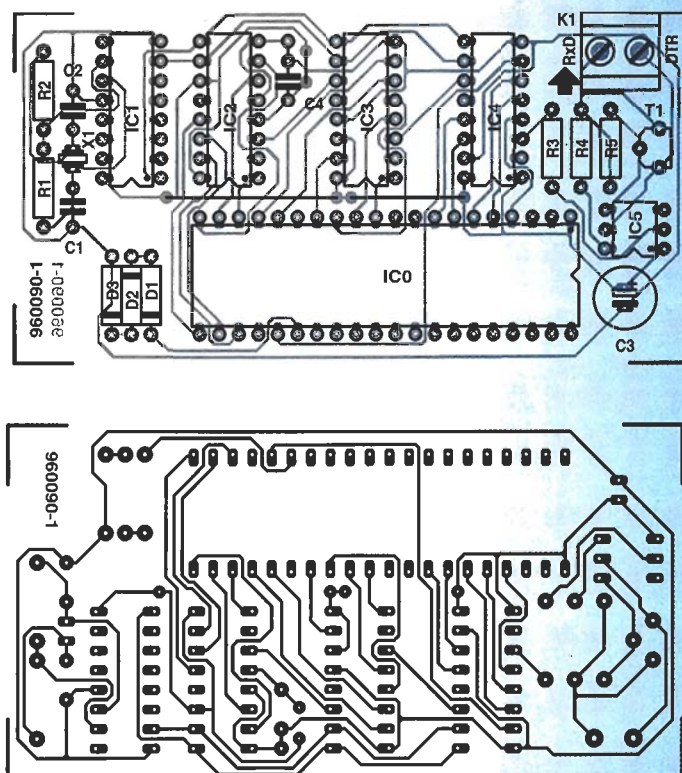 K1
RxD
DTR
C2
R2
IC1
IC2
C4
IC3
IC4
T1
X1
R3
R4
R5
R1
IC5
C1
IC0
D3
D2
D1
C3
960090-1
960090-1
960090-1